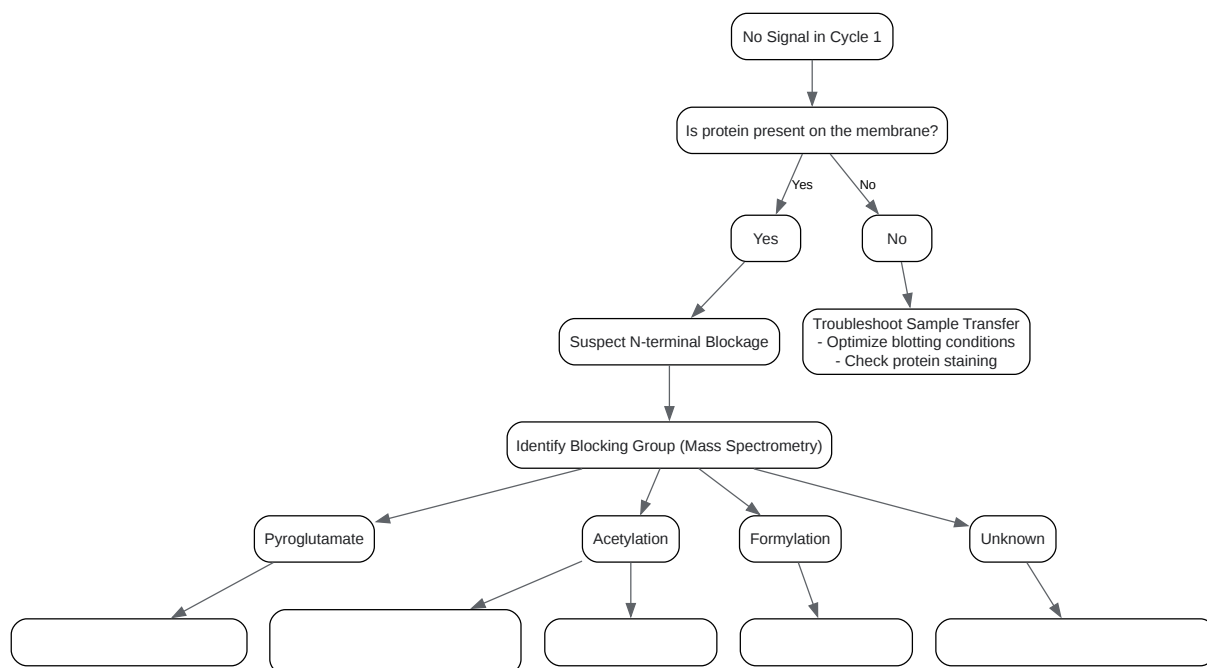 No Signal in Cycle 1
Is protein present on the membrane?
Yes
No
Yes
No
Troubleshoot Sample Transfer
- Optimize blotting conditions
- Check protein staining
Suspect N-terminal Blockage
Identify Blocking Group (Mass Spectrometry)
Pyroglutamate
Acetylation
Formylation
Unknown